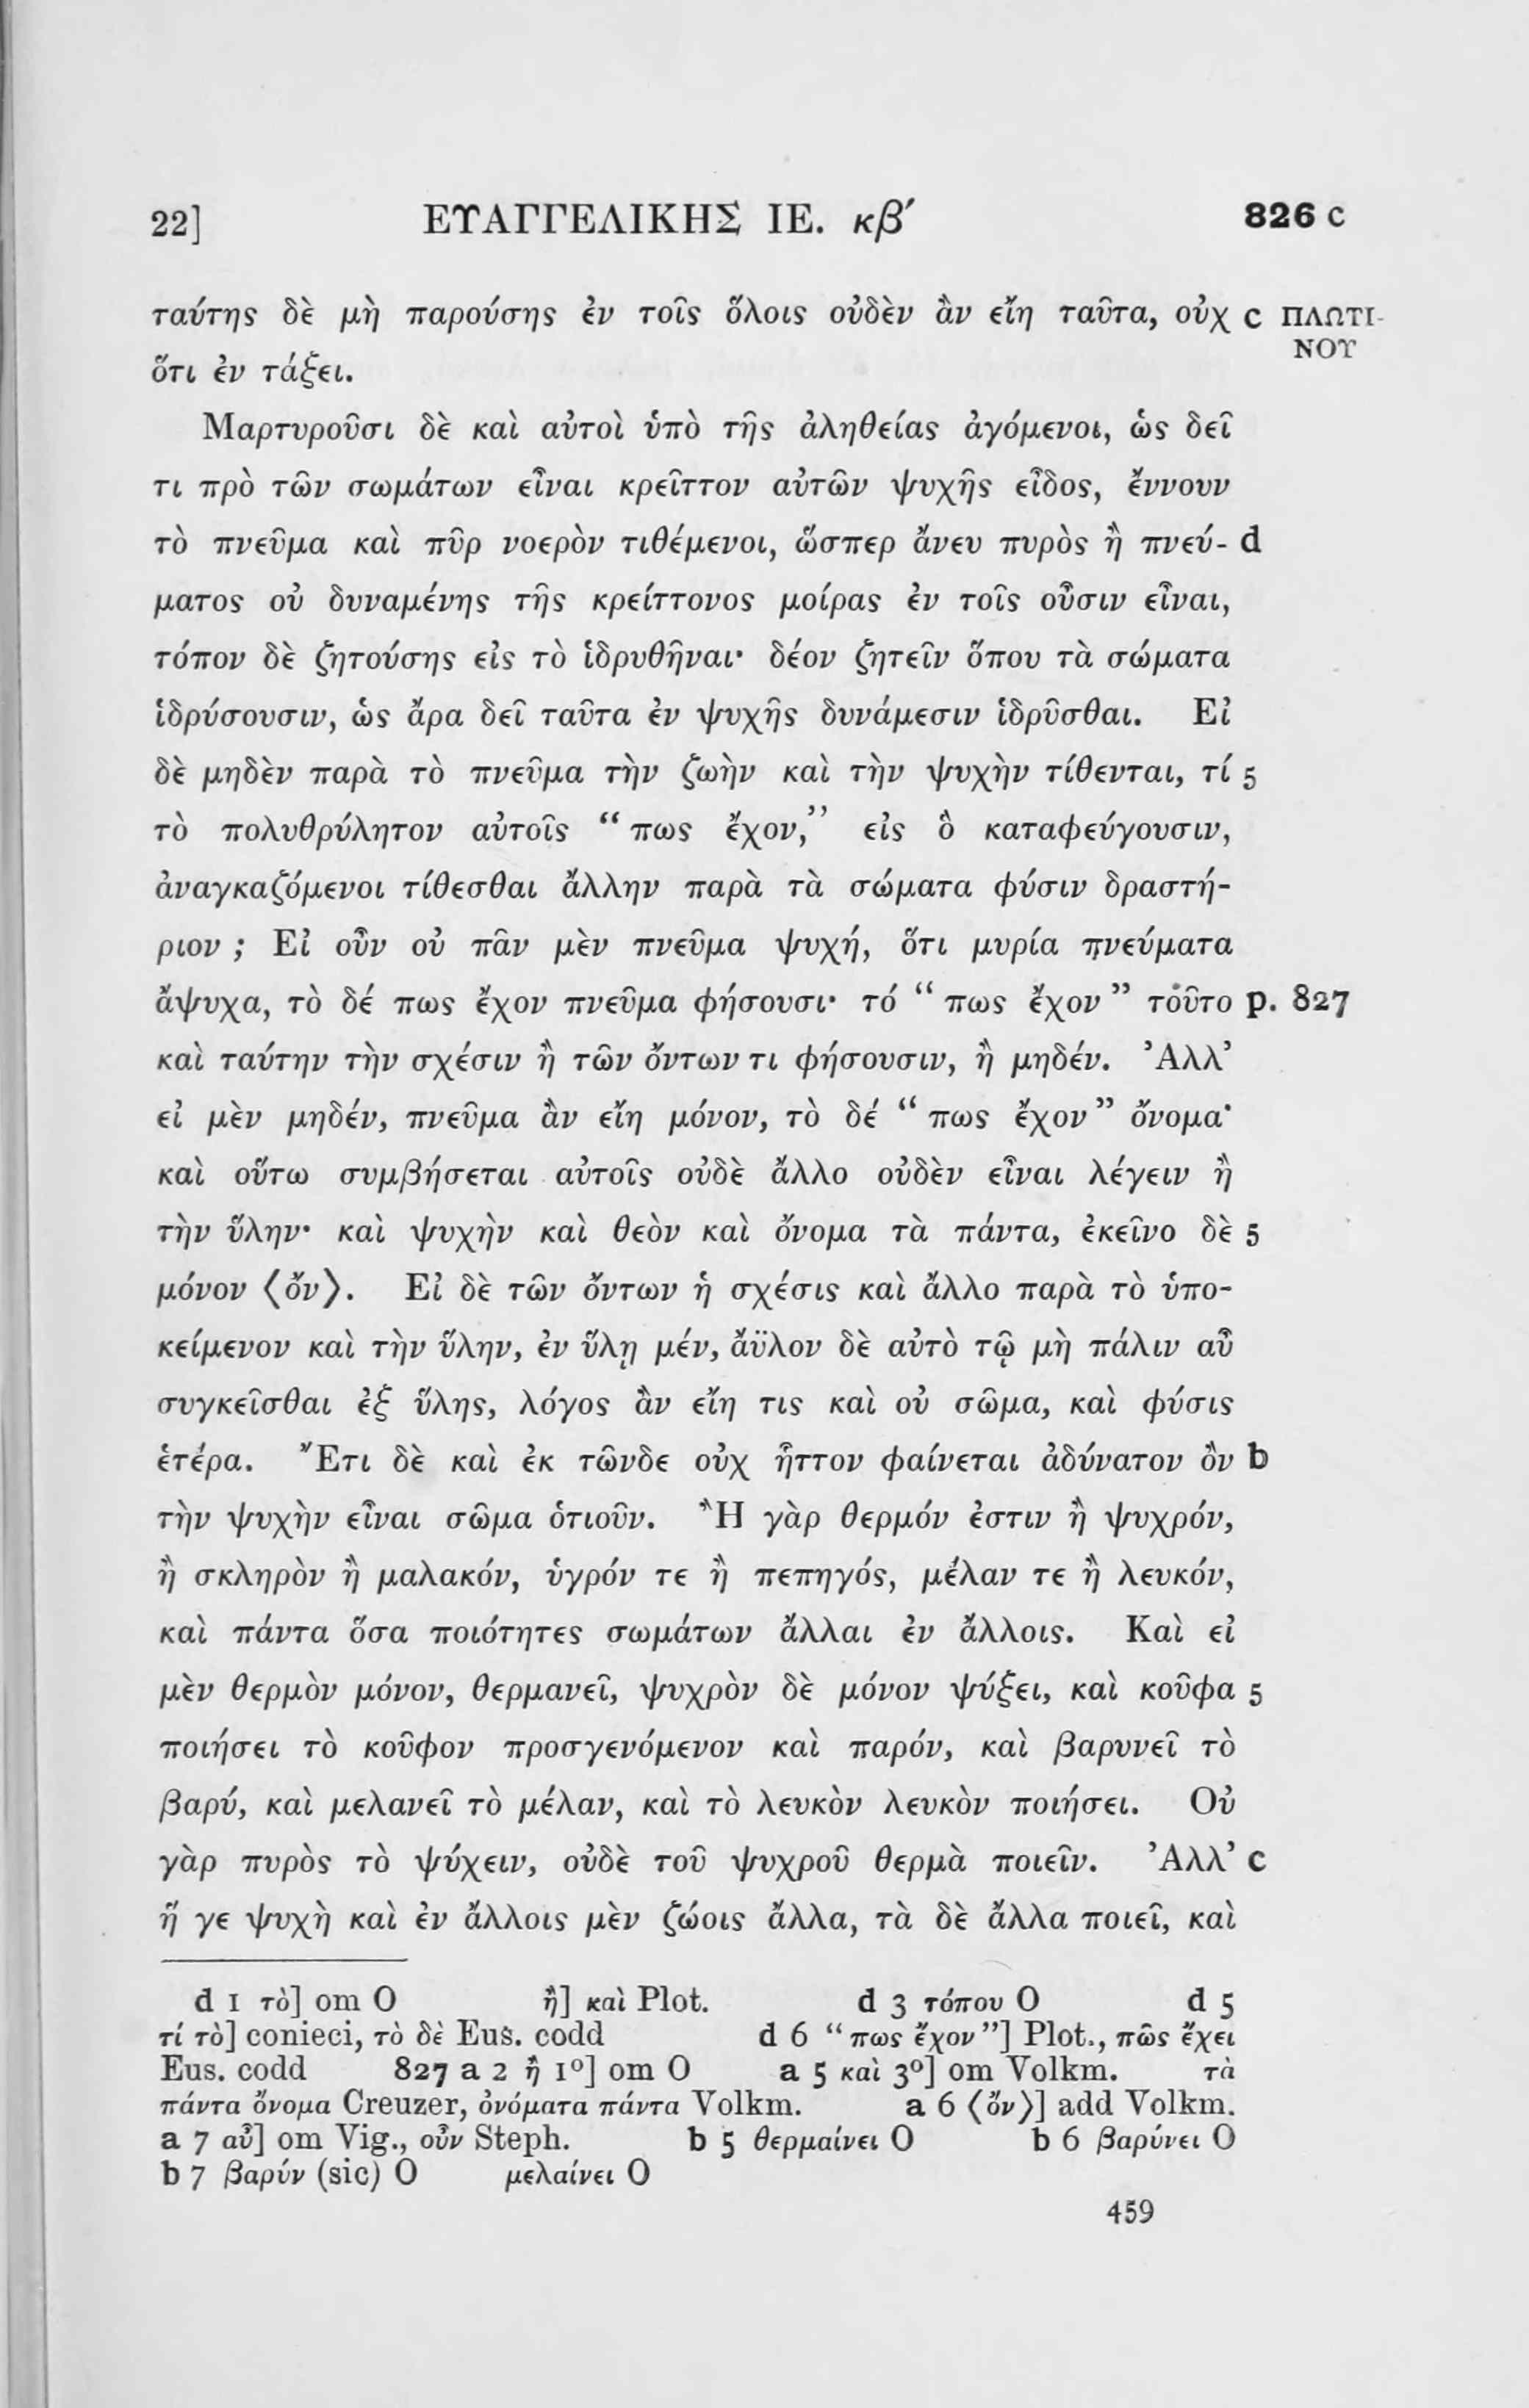 22] ΕΥΑΓΓΕΛΙΚΗΣ ΙΕ. κβ′ 826 c
ταύτης δὲ μὴ παρούσης ἐν τοῖς ὅλοις οὐδὲν ἂν εἴη ταῦτα, οὐχ c ΠΛΩΤΙ-
ΝΟΥ
ὅτι ἐν τάξει.
Μαρτυροῦσι δὲ καὶ αὐτοὶ ὑπὸ τῆς ἀληθείας ἀγόμενοι, ὡς δεῖ
τι πρὸ τῶν σωμάτων εἶναι κρεῖττον αὐτῶν ψυχῆς εἶδος, ἔννουν
τὸ πνεῦμα καὶ πῦρ νοερὸν τιθέμενοι, ὥσπερ ἄνευ πυρὸς ἢ πνεύ- d
ματος οὐ δυναμένης τῆς κρείττονος μοίρας ἐν τοῖς οὖσιν εἶναι,
τόπον δὲ ζητούσης εἰς τὸ ἱδρυθῆναι· δέον ζητεῖν ὅπου τὰ σώματα
ἱδρύσουσιν, ὡς ἄρα δεῖ ταῦτα ἐν ψυχῆς δυνάμεσιν ἱδρῦσθαι. Εἰ
δὲ μηδὲν παρὰ τὸ πνεῦμα τὴν ζωὴν καὶ τὴν ψυχὴν τίθενται, τί 5
τὸ πολυθρύλητον αὐτοῖς “πως ἔχον,” εἰς ὃ καταφεύγουσιν,
ἀναγκαζόμενοι τίθεσθαι ἄλλην παρὰ τὰ σώματα φύσιν δραστή-
ριον ; Εἰ οὖν οὐ πᾶν μὲν πνεῦμα ψυχή, ὅτι μυρία πνεύματα
ἄψυχα, τὸ δέ πως ἔχον πνεῦμα φήσουσι· τό “πως ἔχον” τοῦτο p. 827
καὶ ταύτην τὴν σχέσιν ἢ τῶν ὄντων τι φήσουσιν, ἢ μηδέν. Ἀλλ’
εἰ μὲν μηδέν, πνεῦμα ἂν εἴη μόνον, τὸ δέ “πως ἔχον” ὄνομα·
καὶ οὕτω συμβήσεται αὐτοῖς οὐδὲ ἄλλο οὐδὲν εἶναι λέγειν ἢ
τὴν ὕλην· καὶ ψυχὴν καὶ θεὸν καὶ ὄνομα τὰ πάντα, ἐκεῖνο δὲ 5
μόνον ⟨ὄν⟩. Εἰ δὲ τῶν ὄντων ἡ σχέσις καὶ ἄλλο παρὰ τὸ ὑπο-
κείμενον καὶ τὴν ὕλην, ἐν ὕλῃ μέν, ἄϋλον δὲ αὐτὸ τῷ μὴ πάλιν αὖ
συγκεῖσθαι ἐξ ὕλης, λόγος ἂν εἴη τις καὶ οὐ σῶμα, καὶ φύσις
ἑτέρα. Ἔτι δὲ καὶ ἐκ τῶνδε οὐχ ἧττον φαίνεται ἀδύνατον ὂν b
τὴν ψυχὴν εἶναι σῶμα ὁτιοῦν. Ἢ γὰρ θερμόν ἐστιν ἢ ψυχρόν,
ἢ σκληρὸν ἢ μαλακόν, ὑγρόν τε ἢ πεπηγός, μέλαν τε ἢ λευκόν,
καὶ πάντα ὅσα ποιότητες σωμάτων ἄλλαι ἐν ἄλλοις. Καὶ εἰ
μὲν θερμὸν μόνον, θερμανεῖ, ψυχρὸν δὲ μόνον ψύξει, καὶ κοῦφα 5
ποιήσει τὸ κοῦφον προσγενόμενον καὶ παρόν, καὶ βαρυνεῖ τὸ
βαρύ, καὶ μελανεῖ τὸ μέλαν, καὶ τὸ λευκὸν λευκὸν ποιήσει. Οὐ
γὰρ πυρὸς τὸ ψύχειν, οὐδὲ τοῦ ψυχροῦ θερμὰ ποιεῖν. Ἀλλ’ c
ἥ γε ψυχὴ καὶ ἐν ἄλλοις μὲν ζώοις ἄλλα, τὰ δὲ ἄλλα ποιεῖ, καὶ
d 1 τὸ] om O ἢ] καὶ Plot. d 3 τόπου O d 5
τί τὸ] conieci, τὸ δὲ Eus. codd d 6 “πως ἔχον”] Plot., πῶς ἔχει
Eus. codd 827 a 2 ἢ 1⁰] om O a 5 καὶ 3⁰] om Volkm. τὰ
πάντα ὄνομα Creuzer, ὀνόματα πάντα Volkm. a 6 ⟨ὄν⟩] add Volkm.
a 7 αὖ] om Vig., οὖν Steph. b 5 θερμαίνει O b 6 βαρύνει O
b 7 βαρύν (sic) O μελαίνει O
459